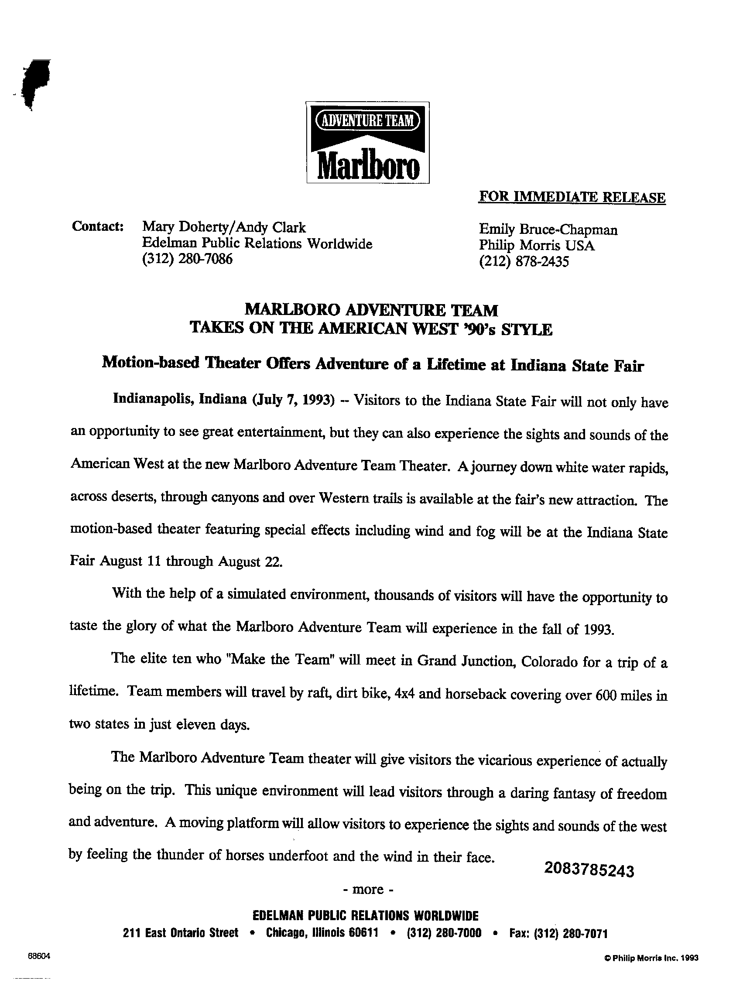 ADVENTURE TEAM
Marlboro
FOR IMMEDIATE RELEASE
Contact: Mary Doherty/Andy Clark
Edelman Public Relations Worldwide
(312) 280-7086
Emily Bruce-Chapman
Philip Morris USA
(212) 878-2435
MARLBORO ADVENTURE TEAM
TAKES ON THE AMERICAN WEST '90's STYLE
Motion-based Theater Offers Adventure of a Lifetime at Indiana State Fair
Indianapolis, Indiana (July 7, 1993) -- Visitors to the Indiana State Fair will not only have
an opportunity to see great entertainment, but they can also experience the sights and sounds of the
American West at the new Marlboro Adventure Team Theater. A journey down white water rapids,
across deserts, through canyons and over Western trails is available at the fair's new attraction. The
motion-based theater featuring special effects including wind and fog will be at the Indiana State
Fair August 11 through August 22.
With the help of a simulated environment, thousands of visitors will have the opportunity to
taste the glory of what the Marlboro Adventure Team will experience in the fall of 1993.
The elite ten who "Make the Team" will meet in Grand Junction, Colorado for a trip of a
lifetime. Team members will travel by raft, dirt bike, 4x4 and horseback covering over 600 miles in
two states in just eleven days.
The Marlboro Adventure Team theater will give visitors the vicarious experience of actually
being on the trip. This unique environment will lead visitors through a daring fantasy of freedom
and adventure. A moving platform will allow visitors to experience the sights and sounds of the west
by feeling the thunder of horses underfoot and the wind in their face.
2083785243
- more -
EDELMAN PUBLIC RELATIONS WORLDWIDE
211 East Ontario Street • Chicago, Illinois 60611 • (312) 280-7000 • Fax: (312) 280-7071
68604
© Philip Morris Inc. 1993